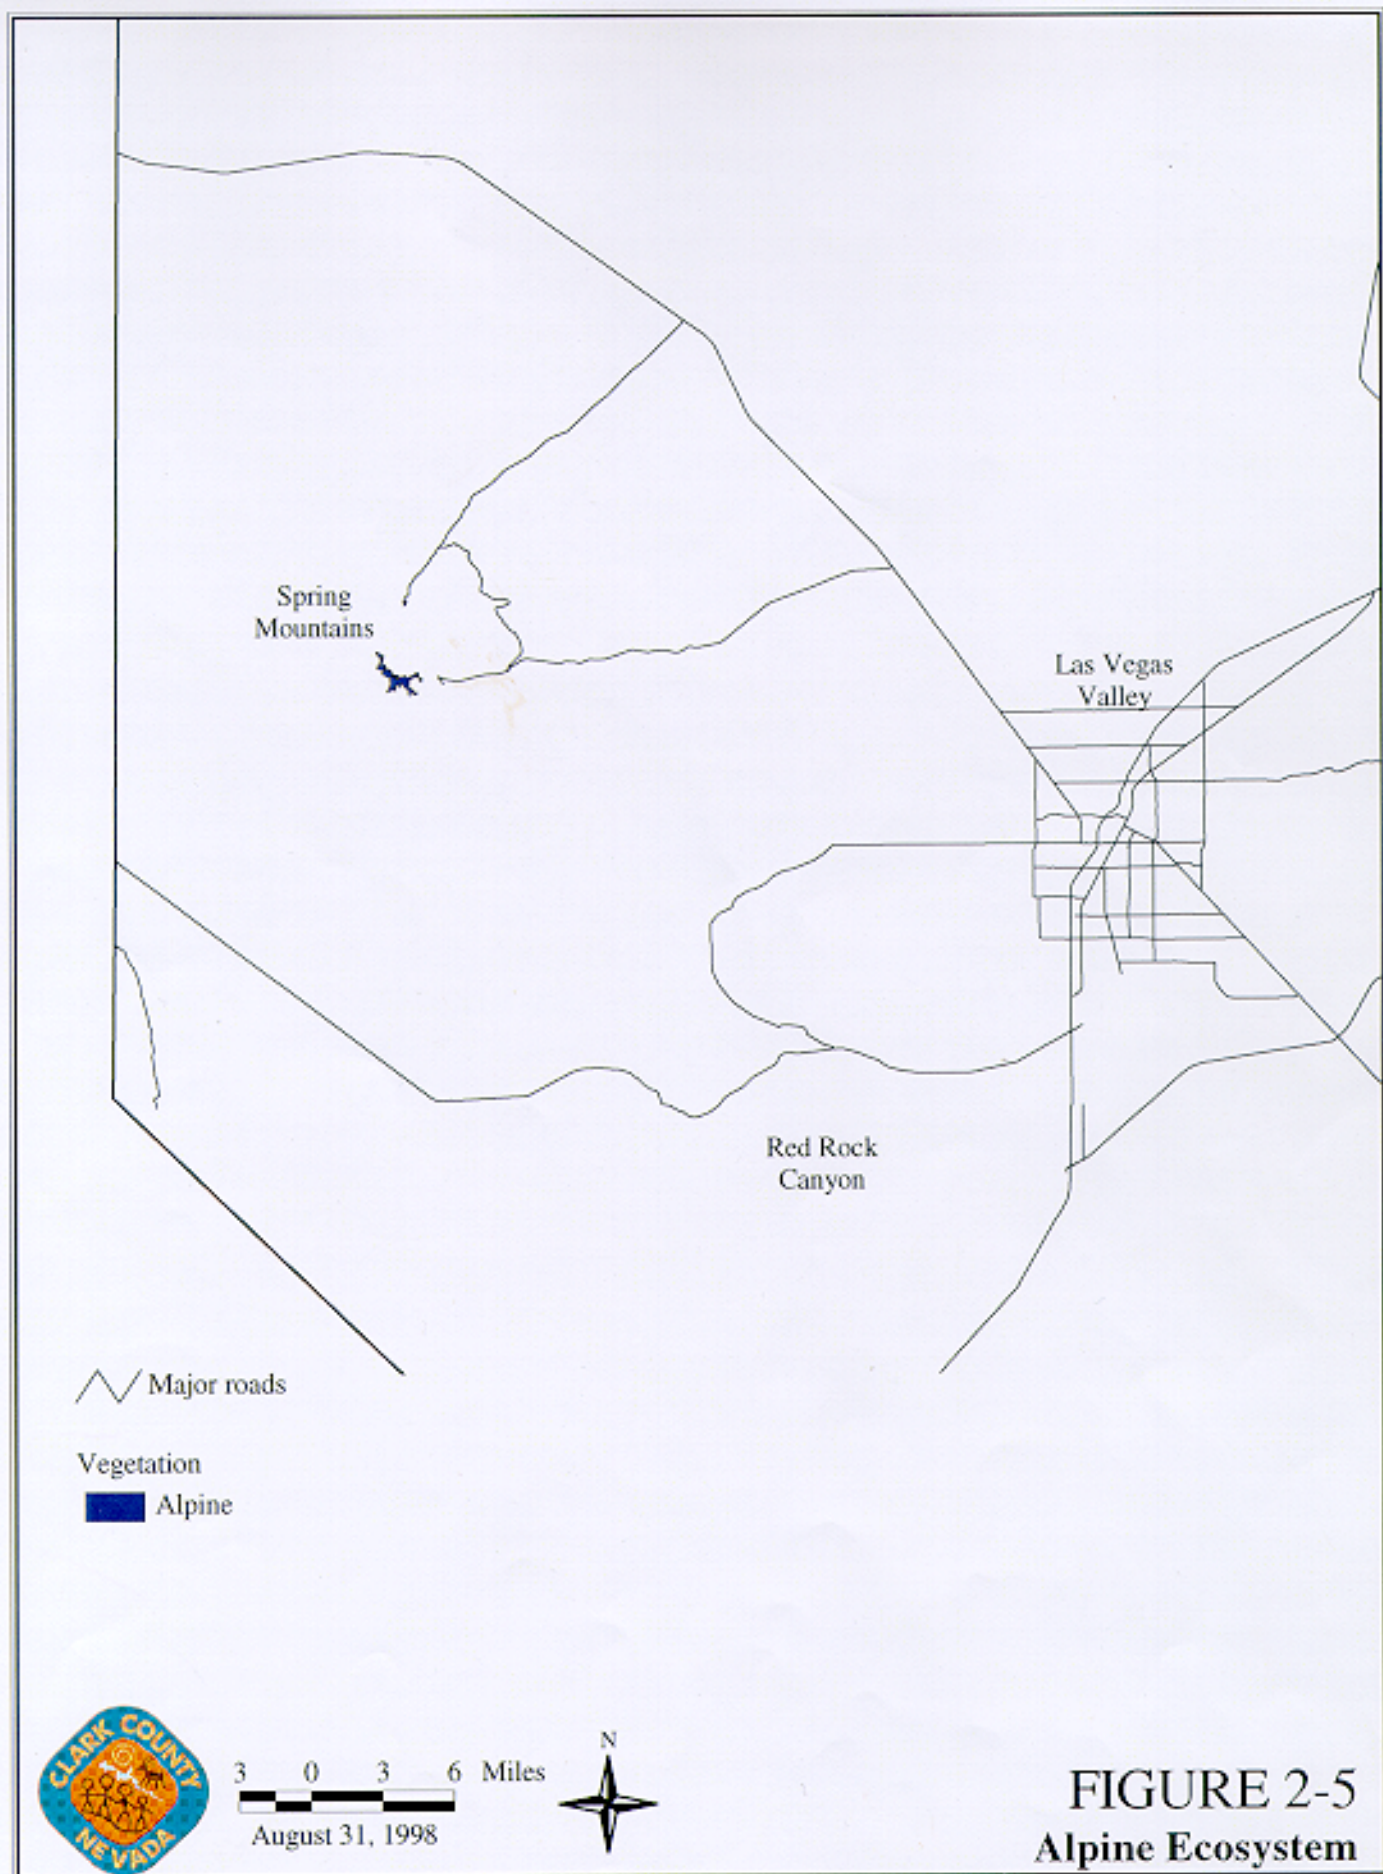 Spring
Mountains
Las Vegas
Valley
Red Rock
Canyon
Major roads
Vegetation
Alpine
CLARK COUNTY
NEVADA
3 0 3 6 Miles
August 31, 1998
N
FIGURE 2-5
Alpine Ecosystem